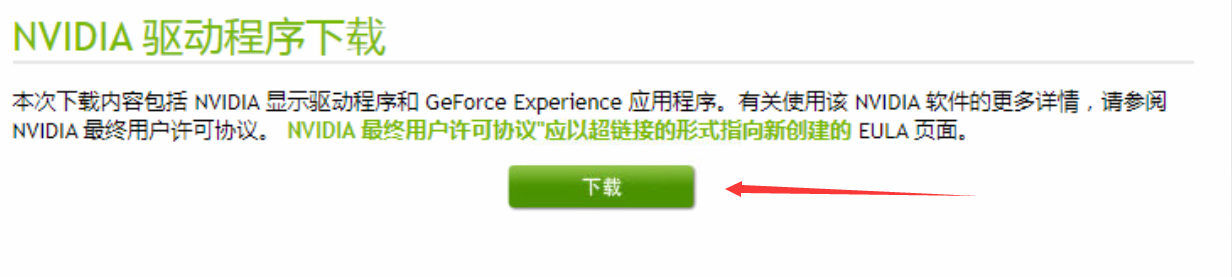 NVIDIA 驱动程序下载
本次下载内容包括 NVIDIA 显示驱动程序和 GeForce Experience 应用程序。有关使用该 NVIDIA 软件的更多详情，请参阅
NVIDIA 最终用户许可协议。 NVIDIA 最终用户许可协议"应以超链接的形式指向新创建的 EULA 页面。
下载